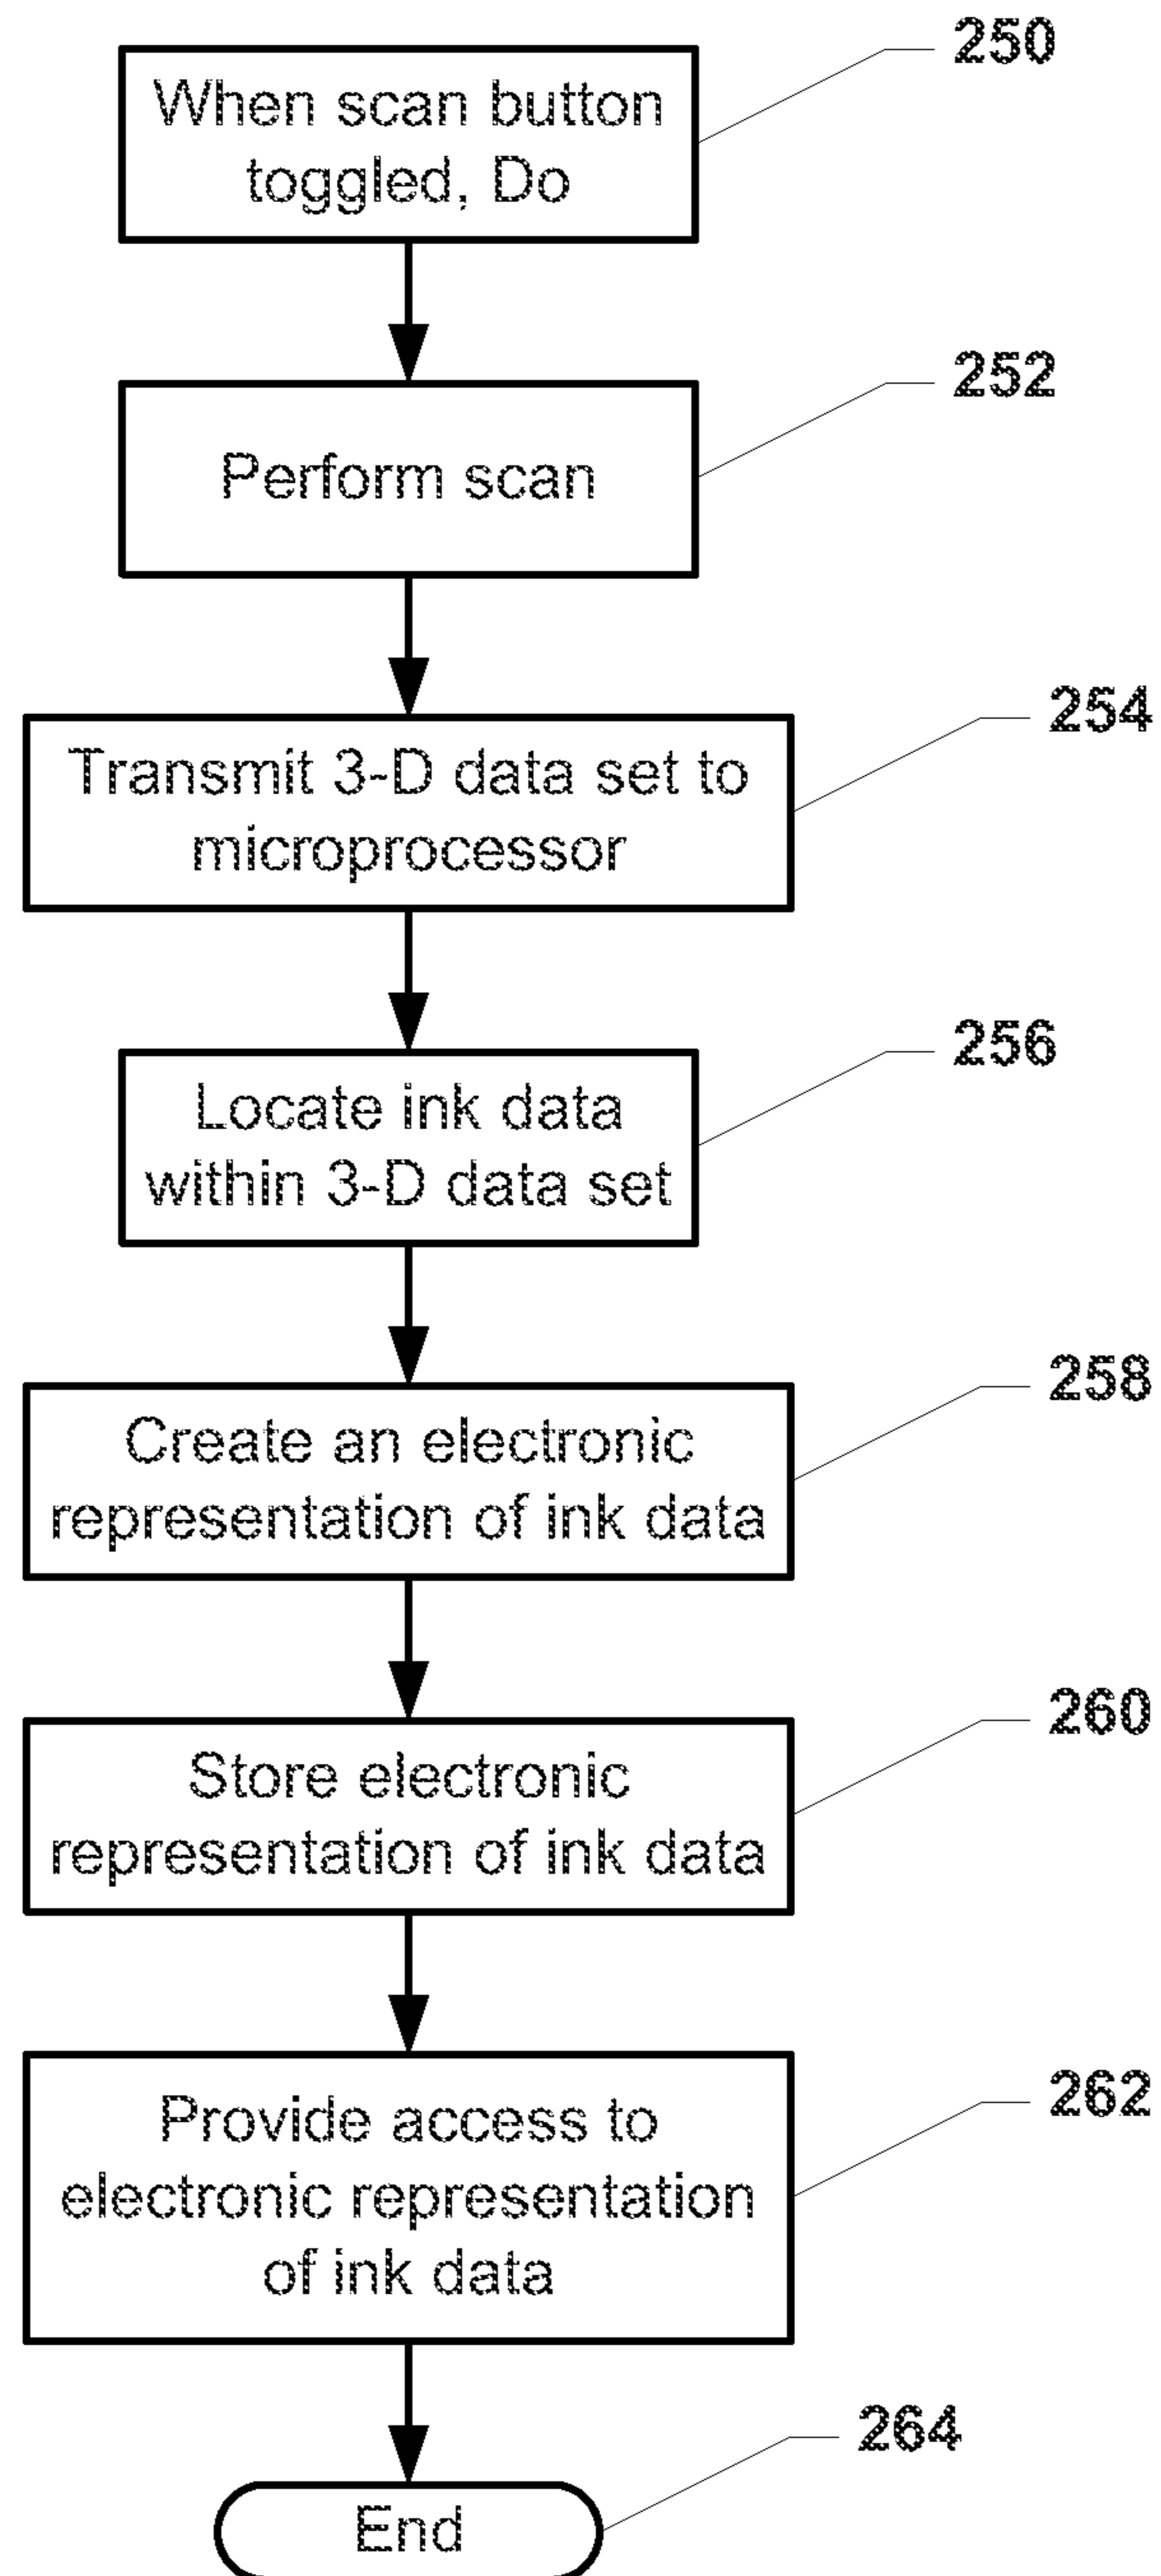 250
When scan button
toggled, Do
252
Perform scan
254
Transmit 3-D data set to
microprocessor
256
Locate ink data
within 3-D data set
258
Create an electronic
representation of ink data
260
Store electronic
representation of ink data
262
Provide access to
electronic representation
of ink data
264
End